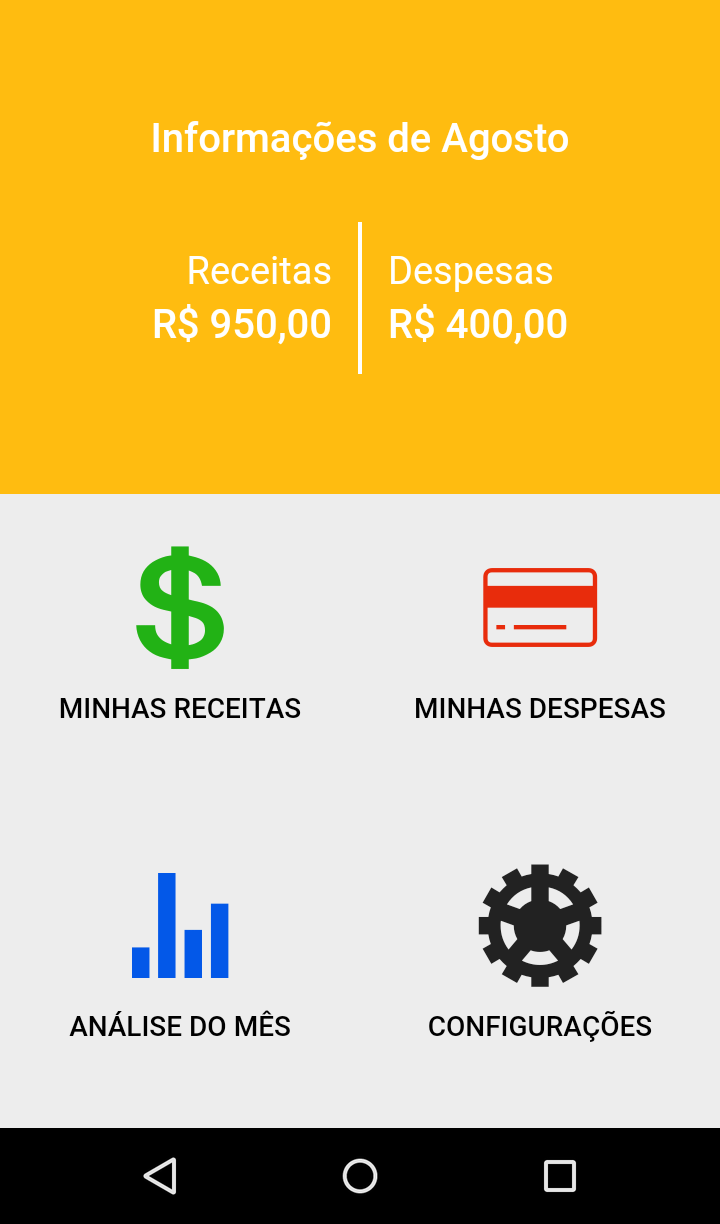 Informações de Agosto
Receitas
R$ 950,00
Despesas
R$ 400,00
MINHAS RECEITAS
MINHAS DESPESAS
ANÁLISE DO MÊS
CONFIGURAÇÕES